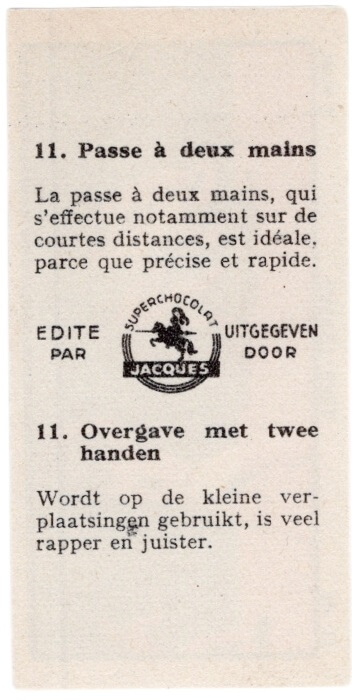 11. Passe à deux mains
La passe à deux mains, qui
s'effectue notamment sur de
courtes distances, est idéale,
parce que précise et rapide.
EDITE
PAR
SUPERCHOCOLAT
JACQUES
UITGEGEVEN
DOOR
11. Overgave met twee
handen
Wordt op de kleine ver-
plaatsingen gebruikt, is veel
rapper en juister.